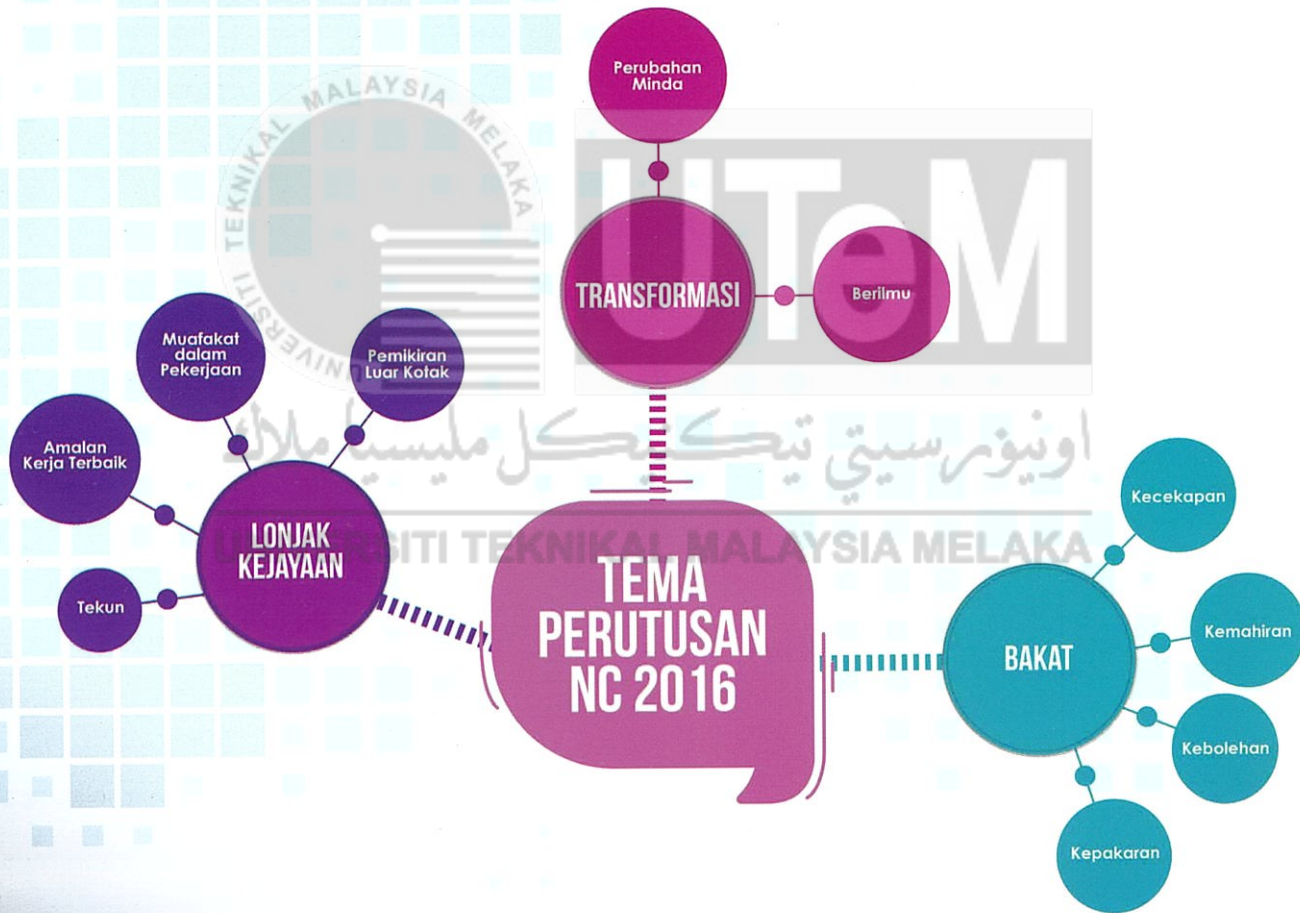 Perubahan
Minda
TRANSFORMASI
Berilmu
Muafakat
dalam
Pekerjaan
Pemikiran
Luar Kotak
Amalan
Kerja Terbaik
Tekun
LONJAK
KEJAYAAN
TEMA
PERUTUSAN
NC 2016
BAKAT
Kecekapan
Kemahiran
Kebolehan
Kepakaran
UNIVERSITI TEKNIKAL MALAYSIA MELAKA
UTeM
اونيۏرسيتي تيكنيكل مليسيا ملاك
UNIVERSITI TEKNIKAL MALAYSIA MELAKA